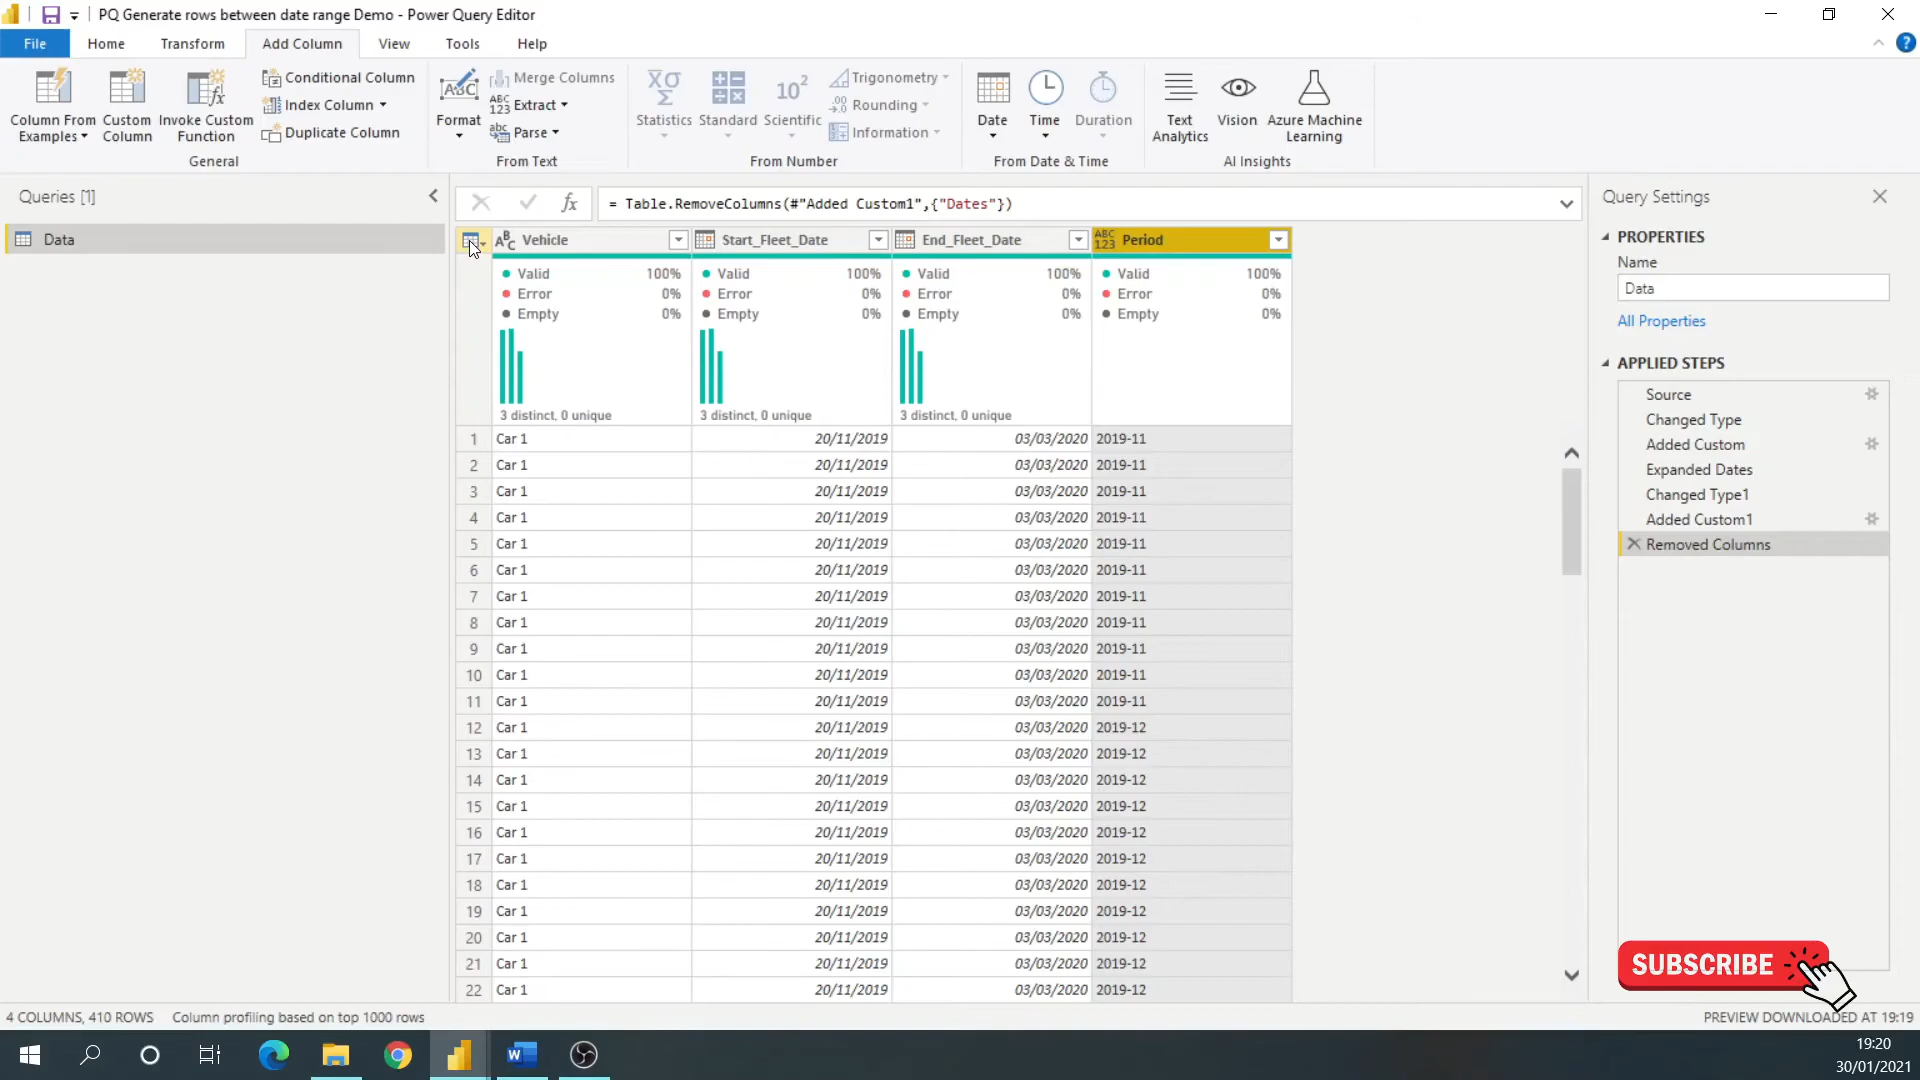 PQ Generate rows between date range Demo - Power Query Editor
File Home Transform Add Column View Tools Help
Column From Examples
Custom Column
Invoke Custom Function
Conditional Column
Index Column
Duplicate Column
General
Format
Merge Columns
Extract
Parse
From Text
Statistics
Standard
Scientific
Trigonometry
Rounding
Information
From Number
Date
Time
Duration
From Date & Time
Text Analytics
Vision
Azure Machine Learning
AI Insights
Queries [1]
Data
fx = Table.RemoveColumns(#"Added Custom1",{"Dates"})
Vehicle Start_Fleet_Date End_Fleet_Date ABC 123 Period
Valid 100% Valid 100% Valid 100% Valid 100%
Error 0% Error 0% Error 0% Error 0%
Empty 0% Empty 0% Empty 0% Empty 0%
3 distinct, 0 unique 3 distinct, 0 unique 3 distinct, 0 unique
1 Car 1 20/11/2019 03/03/2020 2019-11
2 Car 1 20/11/2019 03/03/2020 2019-11
3 Car 1 20/11/2019 03/03/2020 2019-11
4 Car 1 20/11/2019 03/03/2020 2019-11
5 Car 1 20/11/2019 03/03/2020 2019-11
6 Car 1 20/11/2019 03/03/2020 2019-11
7 Car 1 20/11/2019 03/03/2020 2019-11
8 Car 1 20/11/2019 03/03/2020 2019-11
9 Car 1 20/11/2019 03/03/2020 2019-11
10 Car 1 20/11/2019 03/03/2020 2019-11
11 Car 1 20/11/2019 03/03/2020 2019-11
12 Car 1 20/11/2019 03/03/2020 2019-12
13 Car 1 20/11/2019 03/03/2020 2019-12
14 Car 1 20/11/2019 03/03/2020 2019-12
15 Car 1 20/11/2019 03/03/2020 2019-12
16 Car 1 20/11/2019 03/03/2020 2019-12
17 Car 1 20/11/2019 03/03/2020 2019-12
18 Car 1 20/11/2019 03/03/2020 2019-12
19 Car 1 20/11/2019 03/03/2020 2019-12
20 Car 1 20/11/2019 03/03/2020 2019-12
21 Car 1 20/11/2019 03/03/2020 2019-12
22 Car 1 20/11/2019 03/03/2020 2019-12
Query Settings
PROPERTIES
Name
Data
All Properties
APPLIED STEPS
Source
Changed Type
Added Custom
Expanded Dates
Changed Type1
Added Custom1
Removed Columns
SUBSCRIBE
4 COLUMNS, 410 ROWS Column profiling based on top 1000 rows
PREVIEW DOWNLOADED AT 19:19
19:20
30/01/2021